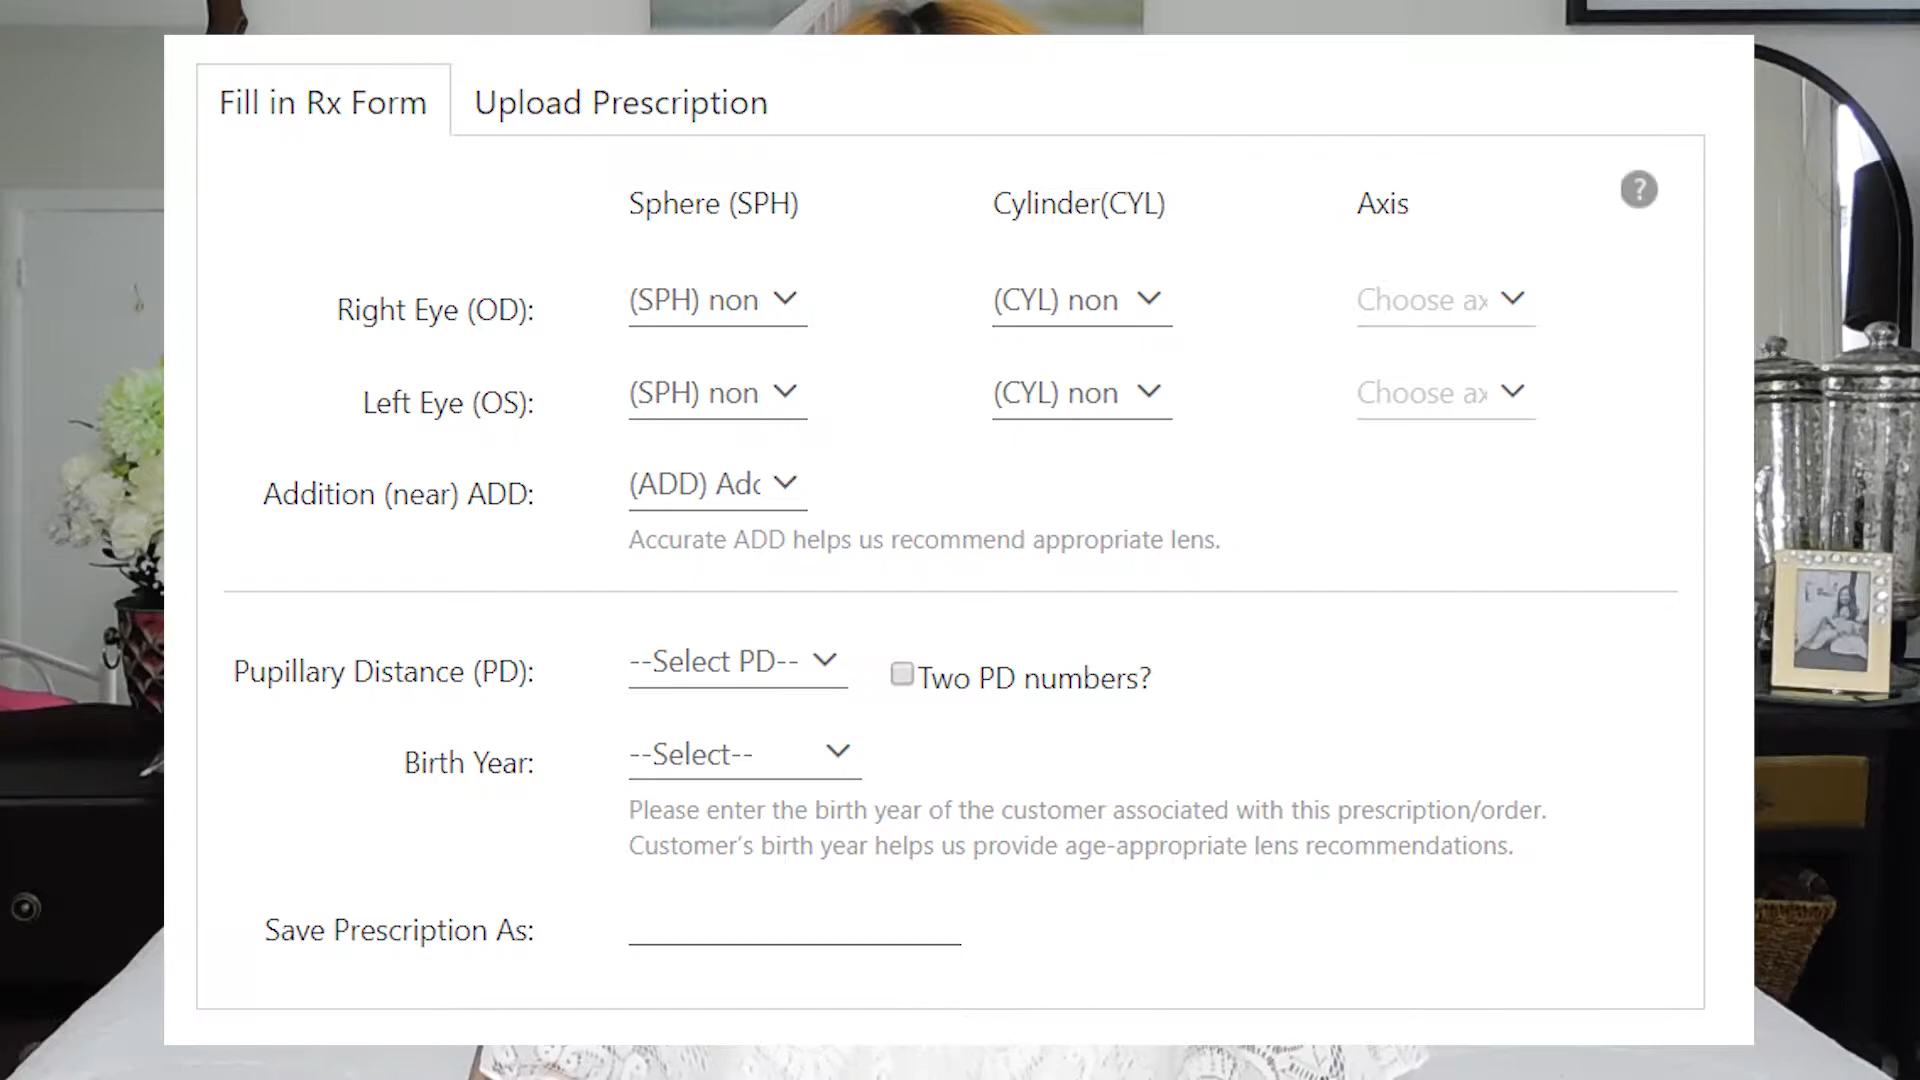 Fill in Rx Form Upload Prescription
Sphere (SPH) Cylinder(CYL) Axis ?
Right Eye (OD): (SPH) non (CYL) non Choose ax
Left Eye (OS): (SPH) non (CYL) non Choose ax
Addition (near) ADD: (ADD) Adc
Accurate ADD helps us recommend appropriate lens.
Pupillary Distance (PD): --Select PD-- Two PD numbers?
Birth Year: --Select--
Please enter the birth year of the customer associated with this prescription/order.
Customer's birth year helps us provide age-appropriate lens recommendations.
Save Prescription As: